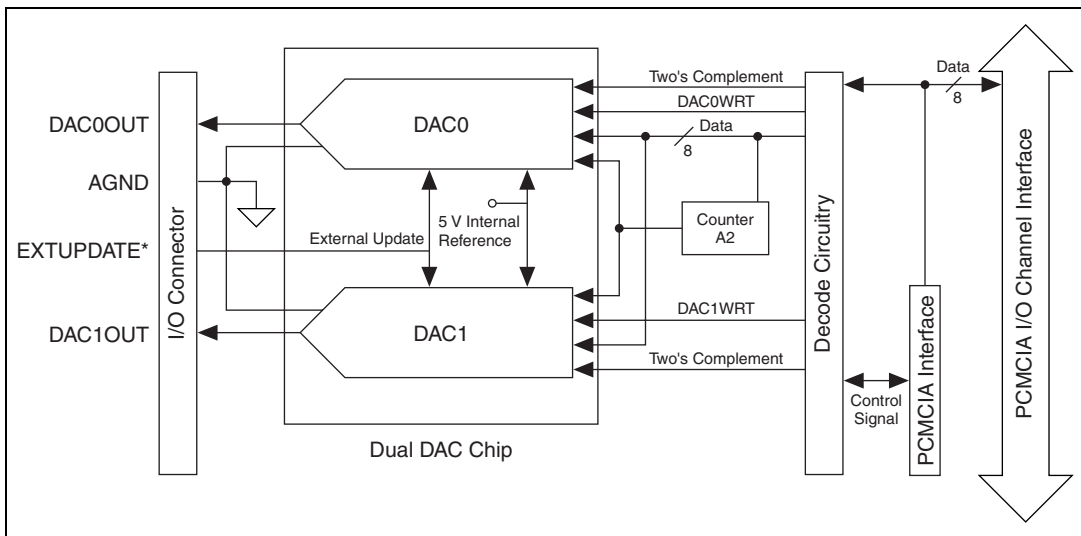 DAC0OUT
AGND
EXTUPDATE*
DAC1OUT
I/O Connector
DAC0
External Update
5 V Internal
Reference
DAC1
Dual DAC Chip
Two's Complement
DAC0WRT
Data
8
Counter
A2
DAC1WRT
Two's Complement
Decode Circuitry
Data
8
Control
Signal
PCMCIA Interface
PCMCIA I/O Channel Interface